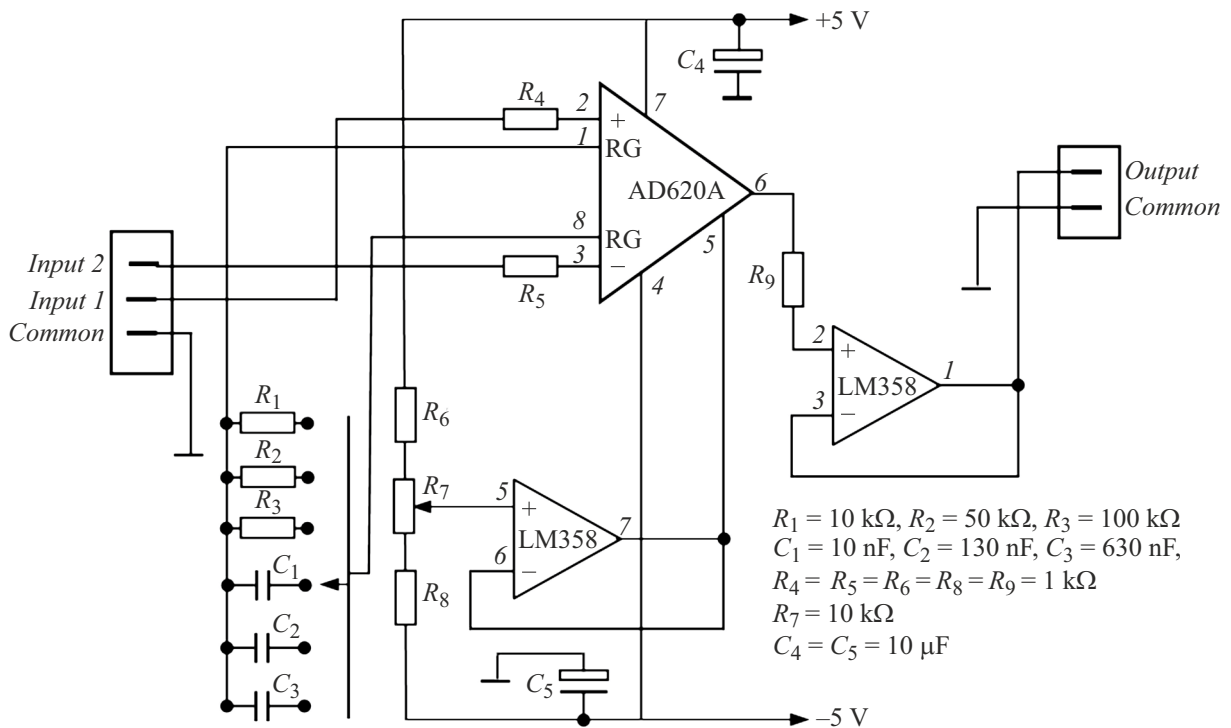 +5 V
C4
R4
2
7
+
1
RG
AD620A
6
8
RG
5
3
−
4
R5
Output
Common
Input 2
Input 1
Common
R9
2
+
LM358
1
3
−
R1
R2
R3
C1
C2
C3
R6
R7
R8
5
+
LM358
7
6
−
R1 = 10 kΩ, R2 = 50 kΩ, R3 = 100 kΩ
C1 = 10 nF, C2 = 130 nF, C3 = 630 nF,
R4 = R5 = R6 = R8 = R9 = 1 kΩ
R7 = 10 kΩ
C4 = C5 = 10 μF
C5
−5 V